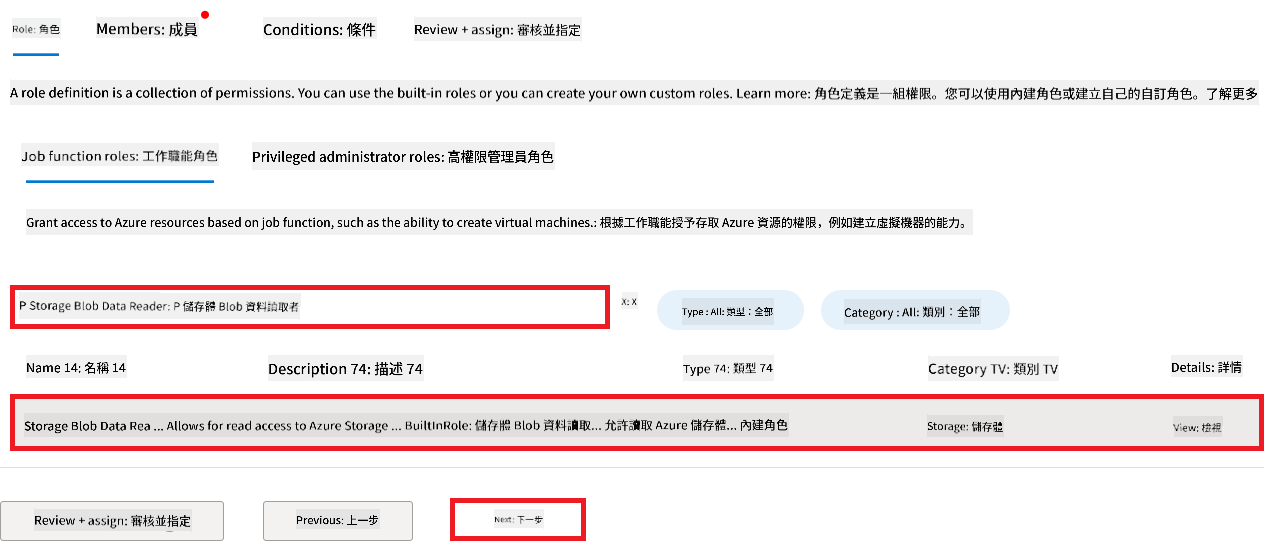 Role: 角色
Members: 成員
Conditions: 條件
Review + assign: 審核並指定
A role definition is a collection of permissions. You can use the built-in roles or you can create your own custom roles. Learn more: 角色定義是一組權限。您可以使用內建角色或建立自己的自訂角色。了解更多
Job function roles: 工作職能角色
Privileged administrator roles: 高權限管理員角色
Grant access to Azure resources based on job function, such as the ability to create virtual machines.: 根據工作職能授予存取 Azure 資源的權限，例如建立虛擬機器的能力。
P Storage Blob Data Reader: P 儲存體 Blob 資料讀取者
X: X
Type : All: 類型：全部
Category : All: 類別：全部
Name 14: 名稱 14
Description 74: 描述 74
Type 74: 類型 74
Category TV: 類別 TV
Details: 詳情
Storage Blob Data Rea ... Allows for read access to Azure Storage ... BuiltInRole: 儲存體 Blob 資料讀取... 允許讀取 Azure 儲存體... 內建角色
Storage: 儲存體
View: 檢視
Review + assign: 審核並指定
Previous: 上一步
Next: 下一步